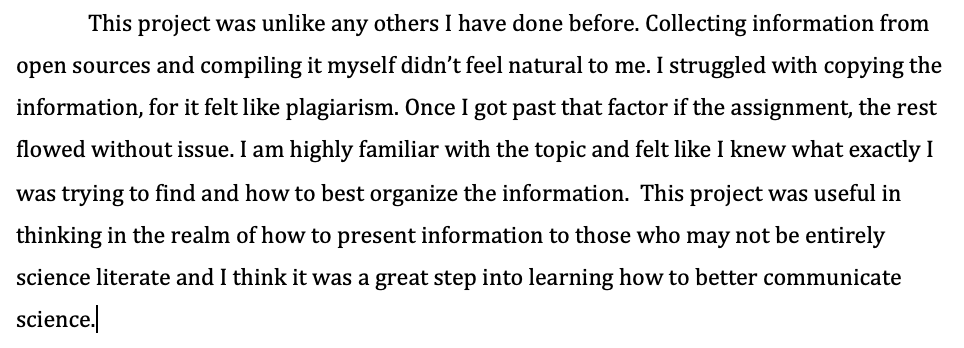 This project was unlike any others I have done before. Collecting information from
open sources and compiling it myself didn’t feel natural to me. I struggled with copying the
information, for it felt like plagiarism. Once I got past that factor if the assignment, the rest
flowed without issue. I am highly familiar with the topic and felt like I knew what exactly I
was trying to find and how to best organize the information.  This project was useful in
thinking in the realm of how to present information to those who may not be entirely
science literate and I think it was a great step into learning how to better communicate
science.